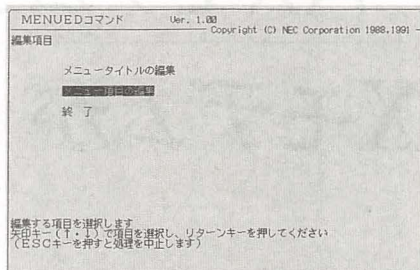 MENUEDコマンド Ver. 1.00
Copyright (C) NEC Corporation 1988,1991
編集項目
メニュータイトルの編集
メニュー項目の編集
終 了
編集する項目を選択します
矢印キー(↑・↓)で項目を選択し、リターンキーを押してください
(ESCキーを押すと処理を中止します)